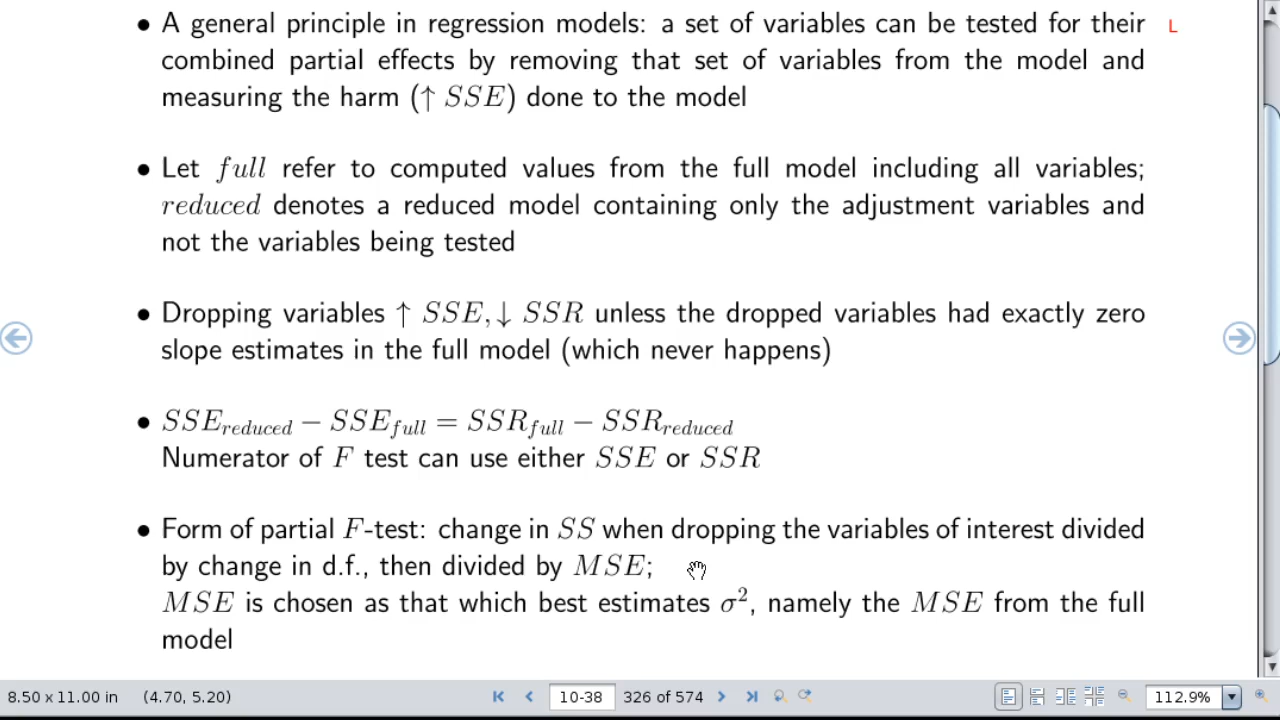 • A general principle in regression models: a set of variables can be tested for their L
combined partial effects by removing that set of variables from the model and
measuring the harm (↑ SSE) done to the model
• Let full refer to computed values from the full model including all variables;
reduced denotes a reduced model containing only the adjustment variables and
not the variables being tested
• Dropping variables ↑ SSE, ↓ SSR unless the dropped variables had exactly zero
slope estimates in the full model (which never happens)
• SSE_reduced − SSE_full = SSR_full − SSR_reduced
Numerator of F test can use either SSE or SSR
• Form of partial F-test: change in SS when dropping the variables of interest divided
by change in d.f., then divided by MSE;
MSE is chosen as that which best estimates σ², namely the MSE from the full
model
8.50 x 11.00 in (4.70, 5.20) 10-38 326 of 574 112.9%